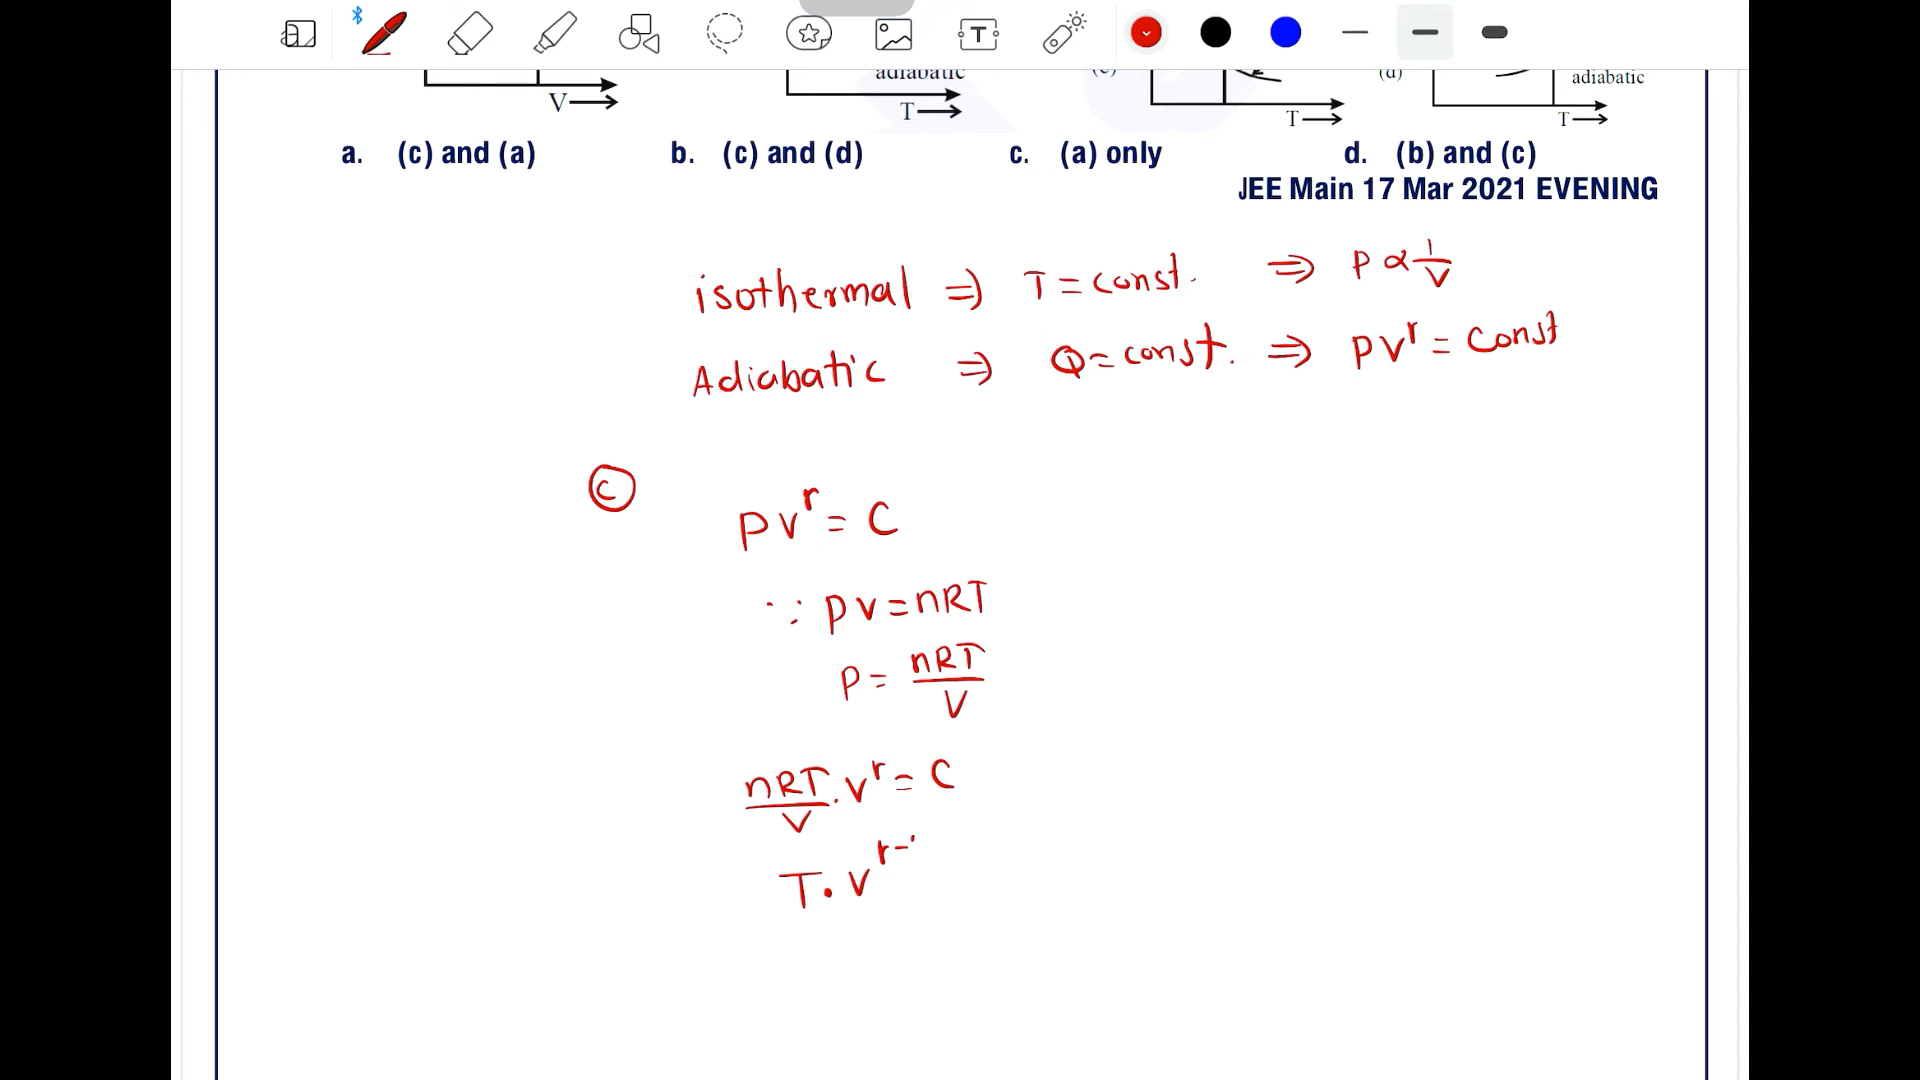 adiabatic (c) (d) adiabatic
V T T T
a. (c) and (a) b. (c) and (d) c. (a) only d. (b) and (c)
JEE Main 17 Mar 2021 EVENING
isothermal ⇒ T = const. ⇒ P ∝ 1/V
Adiabatic ⇒ Q = const. ⇒ PV^r = const
(c)
PV^r = C
∵ PV = nRT
P = nRT/V
nRT/V . V^r = C
T . V^r-